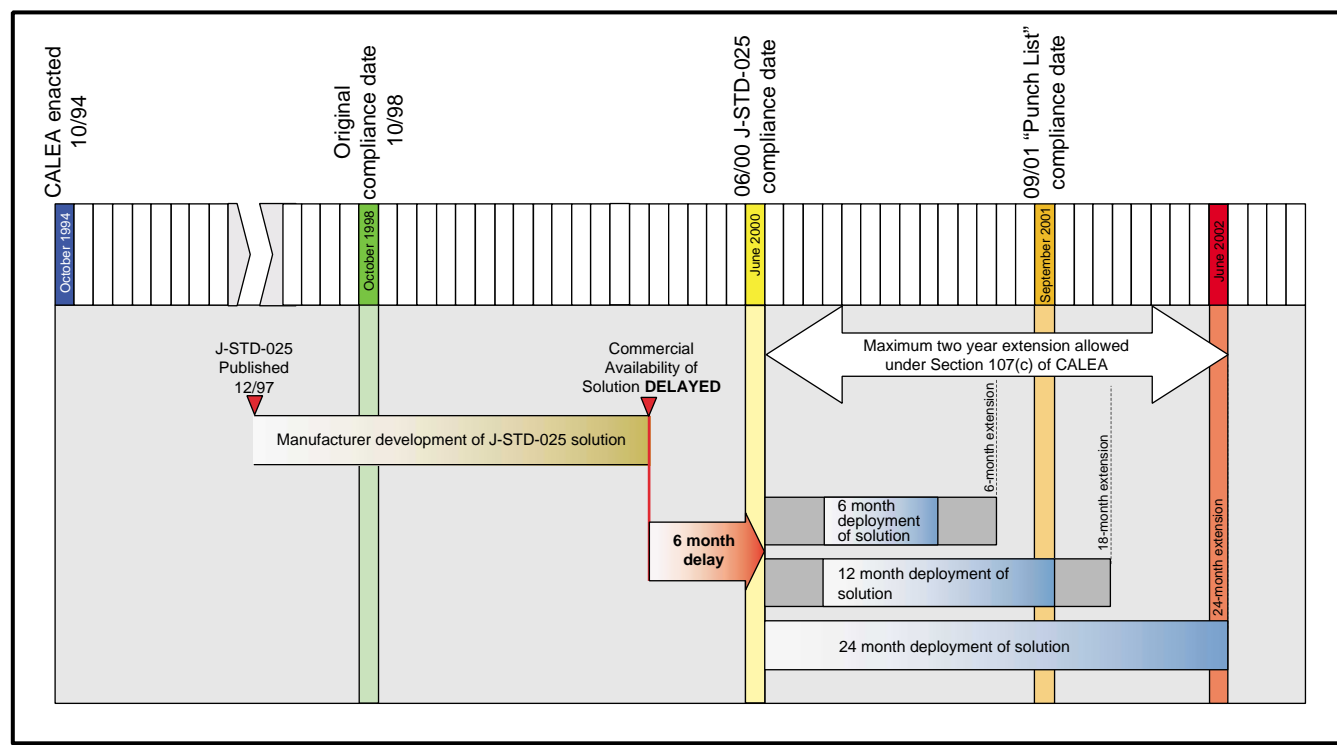 CALEA enacted
10/94
Original
compliance date
10/98
06/00 J-STD-025
compliance date
09/01 “Punch List”
compliance date
October 1994
October 1998
June 2000
September 2001
June 2002
J-STD-025
Published
12/97
Commercial
Availability of
Solution DELAYED
Maximum two year extension allowed
under Section 107(c) of CALEA
Manufacturer development of J-STD-025 solution
6-month extension
18-month extension
24-month extension
6 month
delay
6 month
deployment
of solution
12 month deployment of
solution
24 month deployment of solution